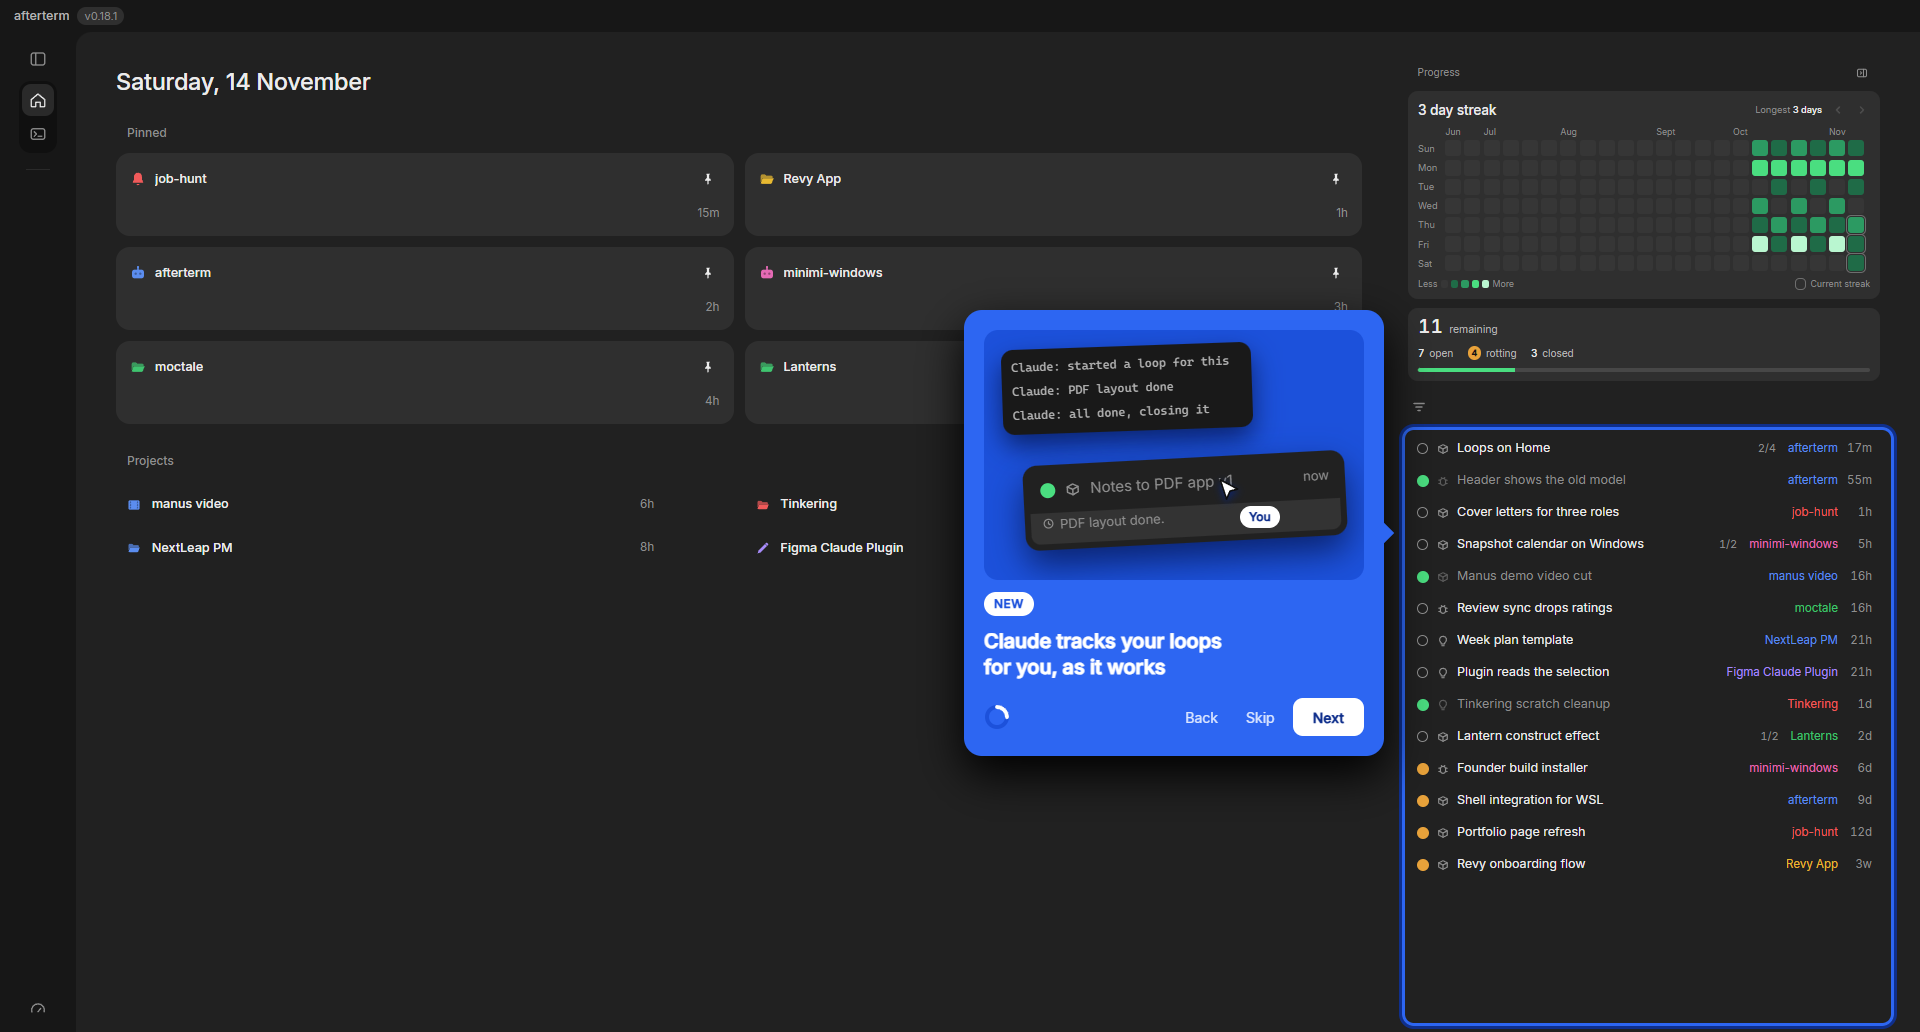 afterterm v0.18.1
Saturday, 14 November
Pinned
job-hunt
15m
Revy App
1h
afterterm
2h
minimi-windows
3h
moctale
4h
Lanterns
Projects
manus video 6h
Tinkering
NextLeap PM 8h
Figma Claude Plugin
Claude: started a loop for this
Claude: PDF layout done
Claude: all done, closing it
Notes to PDF app v1 now
PDF layout done.
You
NEW
Claude tracks your loops
for you, as it works
Back Skip Next
Progress
3 day streak Longest 3 days
Jun Jul Aug Sept Oct Nov
Sun
Mon
Tue
Wed
Thu
Fri
Sat
Less More Current streak
11 remaining
7 open 4 rotting 3 closed
Loops on Home 2/4 afterterm 17m
Header shows the old model afterterm 55m
Cover letters for three roles job-hunt 1h
Snapshot calendar on Windows 1/2 minimi-windows 5h
Manus demo video cut manus video 16h
Review sync drops ratings moctale 16h
Week plan template NextLeap PM 21h
Plugin reads the selection Figma Claude Plugin 21h
Tinkering scratch cleanup Tinkering 1d
Lantern construct effect 1/2 Lanterns 2d
Founder build installer minimi-windows 6d
Shell integration for WSL afterterm 9d
Portfolio page refresh job-hunt 12d
Revy onboarding flow Revy App 3w